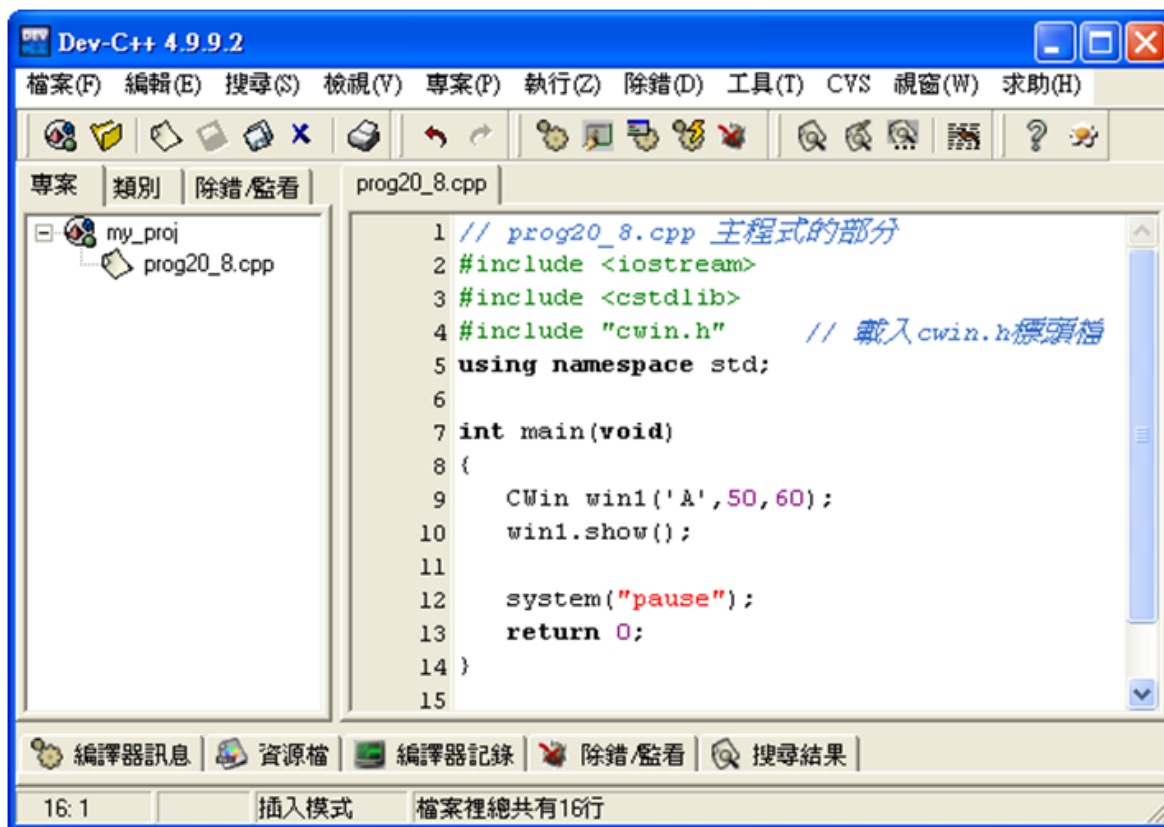 Dev-C++ 4.9.9.2
檔案(F) 編輯(E) 搜尋(S) 檢視(V) 專案(P) 執行(Z) 除錯(D) 工具(T) CVS 視窗(W) 求助(H)
專案 類別 除錯/監看 prog20_8.cpp
my_proj
prog20_8.cpp
1 // prog20_8.cpp 主程式的部分
2 #include <iostream>
3 #include <cstdlib>
4 #include "cwin.h" // 載入cwin.h標頭檔
5 using namespace std;
6
7 int main(void)
8 {
9 CWin win1('A',50,60);
10 win1.show();
11
12 system("pause");
13 return 0;
14 }
15
編譯器訊息 資源檔 編譯器記錄 除錯/監看 搜尋結果
16: 1 插入模式 檔案裡總共有16行